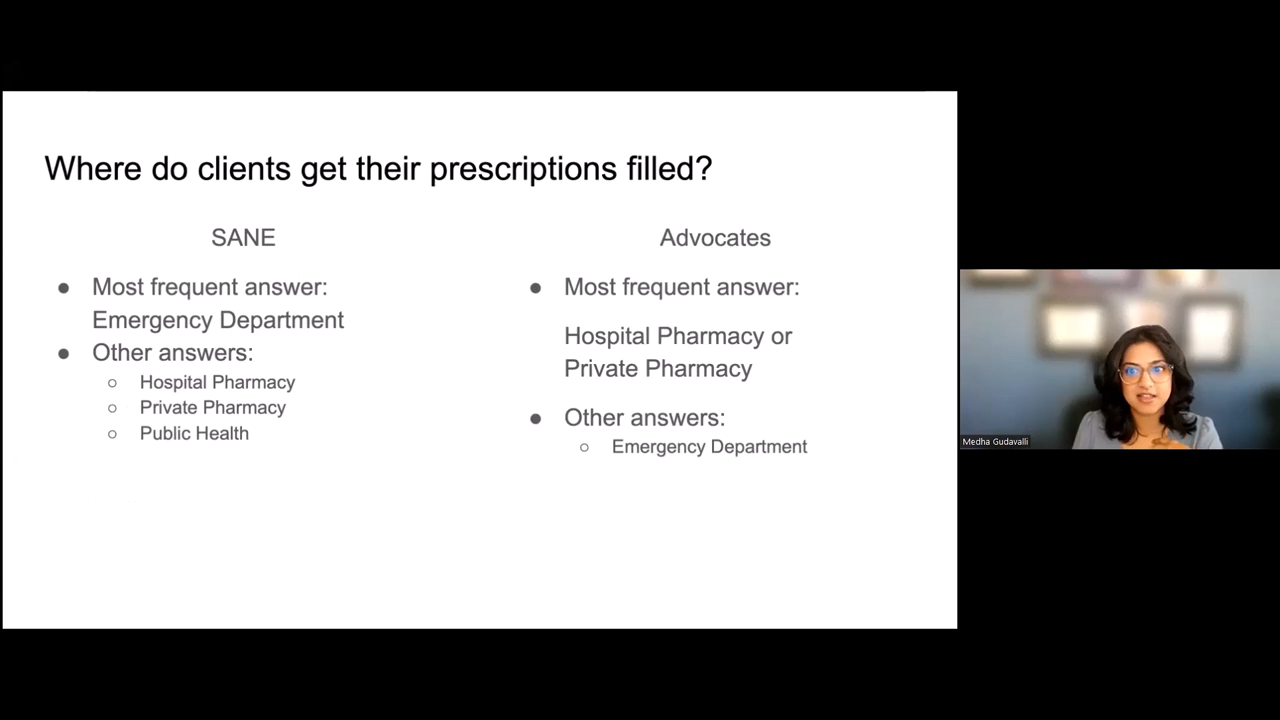 Where do clients get their prescriptions filled?
SANE
● Most frequent answer:
Emergency Department
● Other answers:
○ Hospital Pharmacy
○ Private Pharmacy
○ Public Health
Advocates
● Most frequent answer:
Hospital Pharmacy or
Private Pharmacy
● Other answers:
○ Emergency Department
Medha Gudavalli